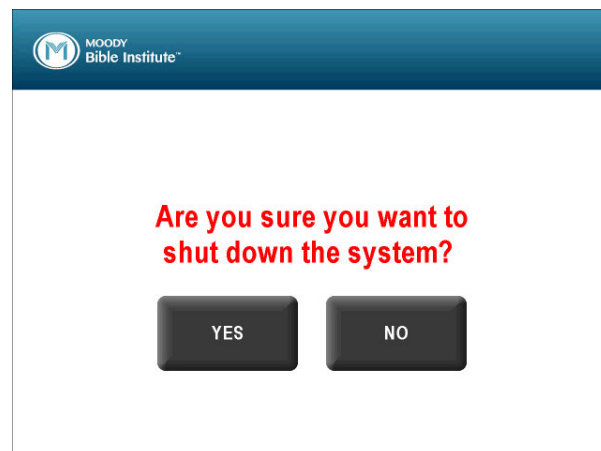 MOODY
Bible Institute™
Are you sure you want to
shut down the system?
YES
NO